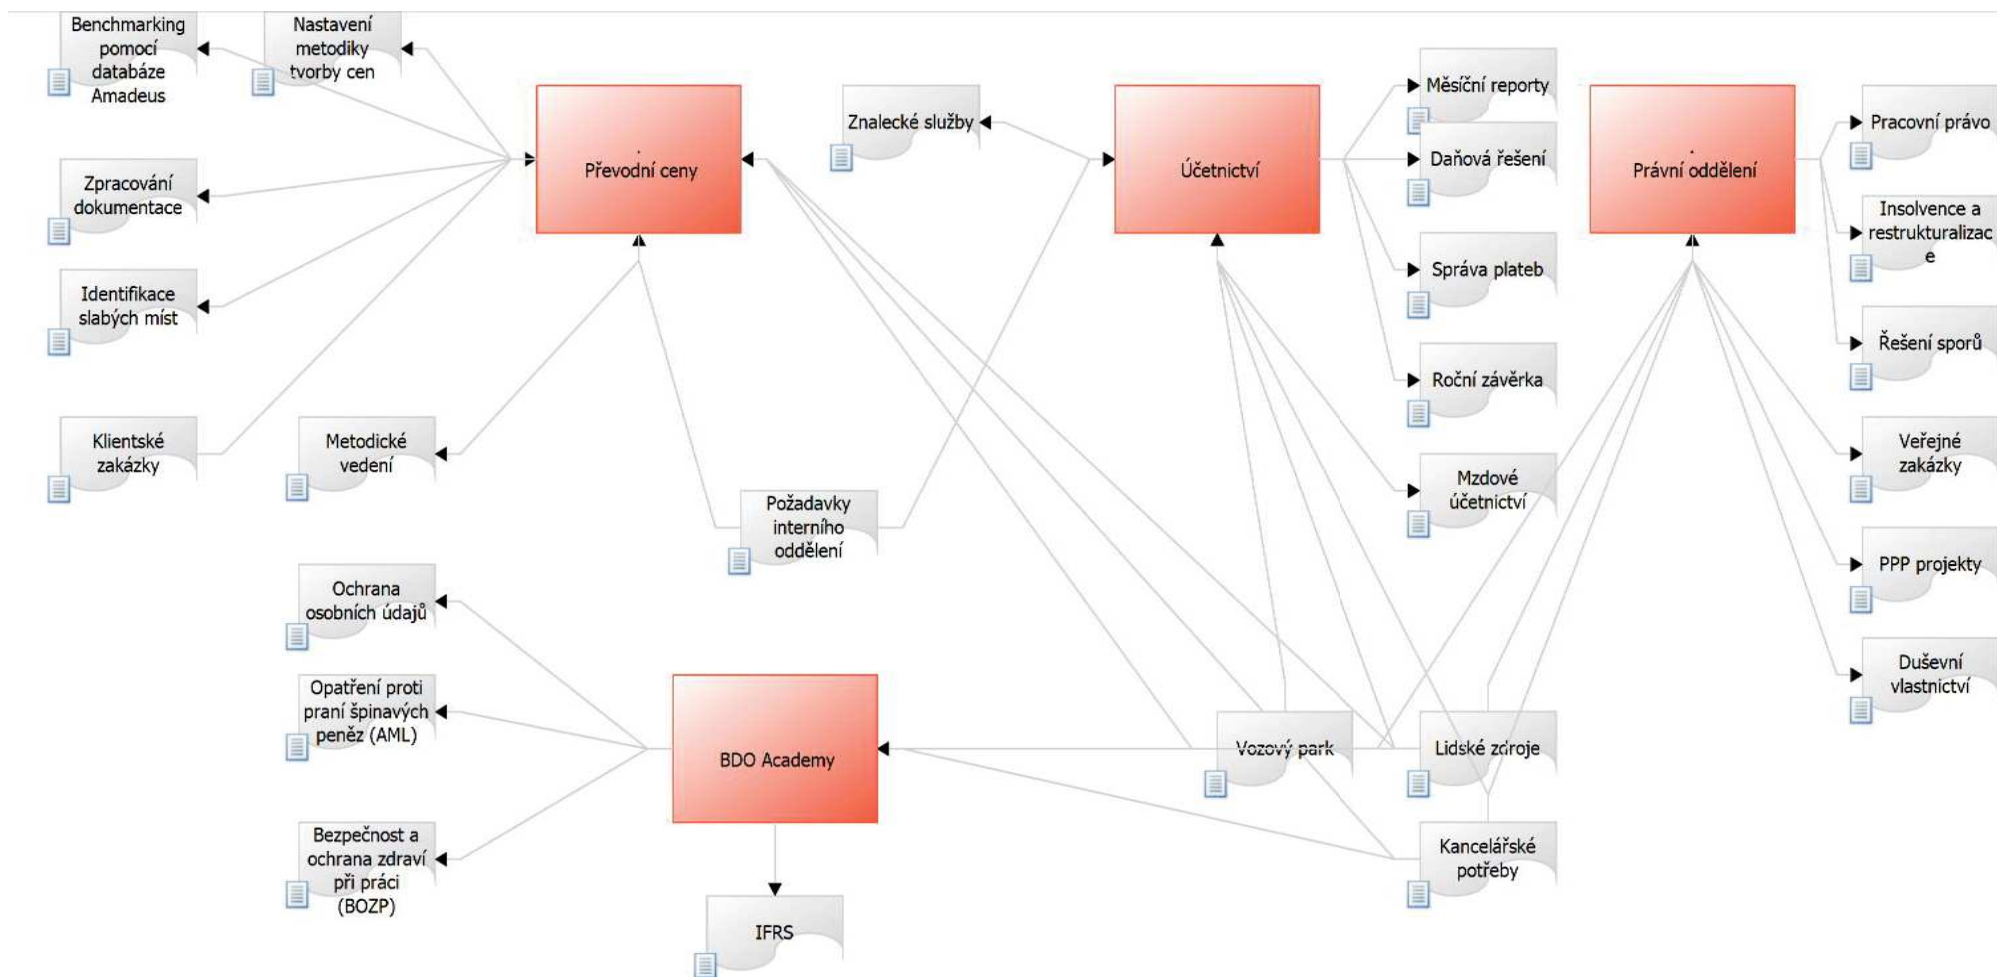 Benchmarking
pomocí
databáze
Amadeus
Nastavení
metodiky
tvorby cen
Převodní ceny
Znalecké služby
Účetnictví
Měsíční reporty
Daňová řešení
Právní oddělení
Pracovní právo
Zpracování
dokumentace
Insolvence a
restrukturalizac
e
Identifikace
slabých míst
Správa plateb
Řešení sporů
Roční závěrka
Klientské
zakázky
Metodické
vedení
Mzdové
účetnictví
Veřejné
zakázky
Požadavky
interního
oddělení
PPP projekty
Ochrana
osobních údajů
Duševní
vlastnictví
Opatření proti
praní špinavých
peněz (AML)
BDO Academy
Vozový park
Lidské zdroje
Bezpečnost a
ochrana zdraví
při práci
(BOZP)
Kancelářské
potřeby
IFRS